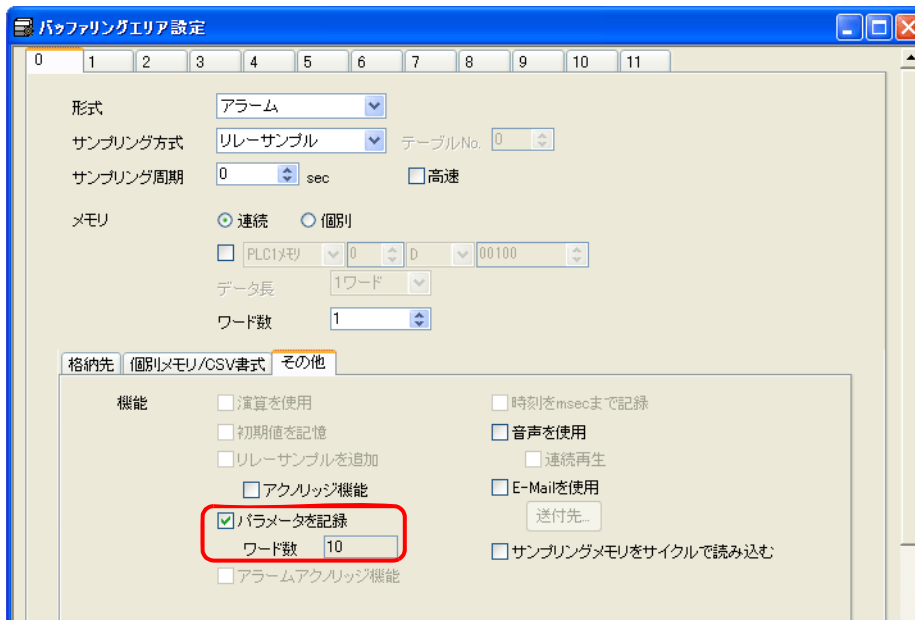 バッファリングエリア設定
0 1 2 3 4 5 6 7 8 9 10 11
形式 アラーム
サンプリング方式 リレーサンプル テーブルNo. 0
サンプリング周期 0 sec 高速
メモリ 連続 個別
PLC1メモリ 0 D 00100
データ長 1ワード
ワード数 1
格納先 個別メモリ/CSV書式 その他
機能 演算を使用 時刻をmsecまで記録
初期値を記憶 音声を使用
リレーサンプルを追加 連続再生
アクノリッジ機能 E-Mailを使用
パラメータを記録 送付先...
ワード数 10 サンプリングメモリをサイクルで読み込む
アラームアクノリッジ機能